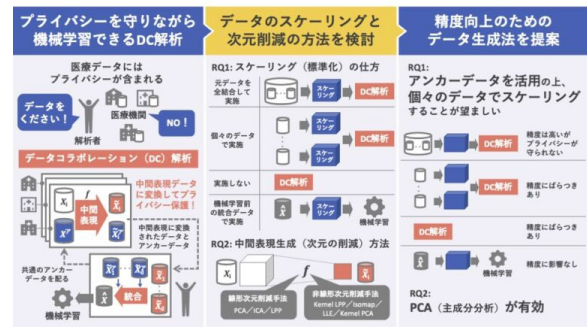 プライバシーを守りながら
機械学習できるDC解析
医療データには
プライバシーが含まれる
データを
ください！
解析者
医療機関
NO！
データコラボレーション（DC）解析
中間表現データ
に変換してプラ
イバシー保護！
中間
表現
f
中間表現に変換
されたデータと
アンカーデータ
共通のアンカー
データを配る
統合
機械学習
データのスケーリングと
次元削減の方法を検討
RQ1: スケーリング（標準化）の仕方
元データを
全結合して
実施
スケー
リング
DC解析
個々のデータ
で実施
スケー
リング
スケー
リング
DC解析
実施しない
DC解析
機械学習前
の統合データ
で実施
スケー
リング
機械学習
RQ2: 中間表現生成（次元の削減）方法
f
線形次元削減手法
PCA／ICA／LPP
非線形次元削減手法
Kernel LPP／Isomap／
LLE／Kernel PCA
精度向上のための
データ生成法を提案
RQ1:
アンカーデータを活用の上、
個々のデータでスケーリング
することが望ましい
DC解析
精度は高いが
プライバシーが
守られない
DC解析
精度にばらつき
あり
DC解析
精度にばらつき
あり
機械学習
精度に影響なし
RQ2:
PCA（主成分分析）が有効